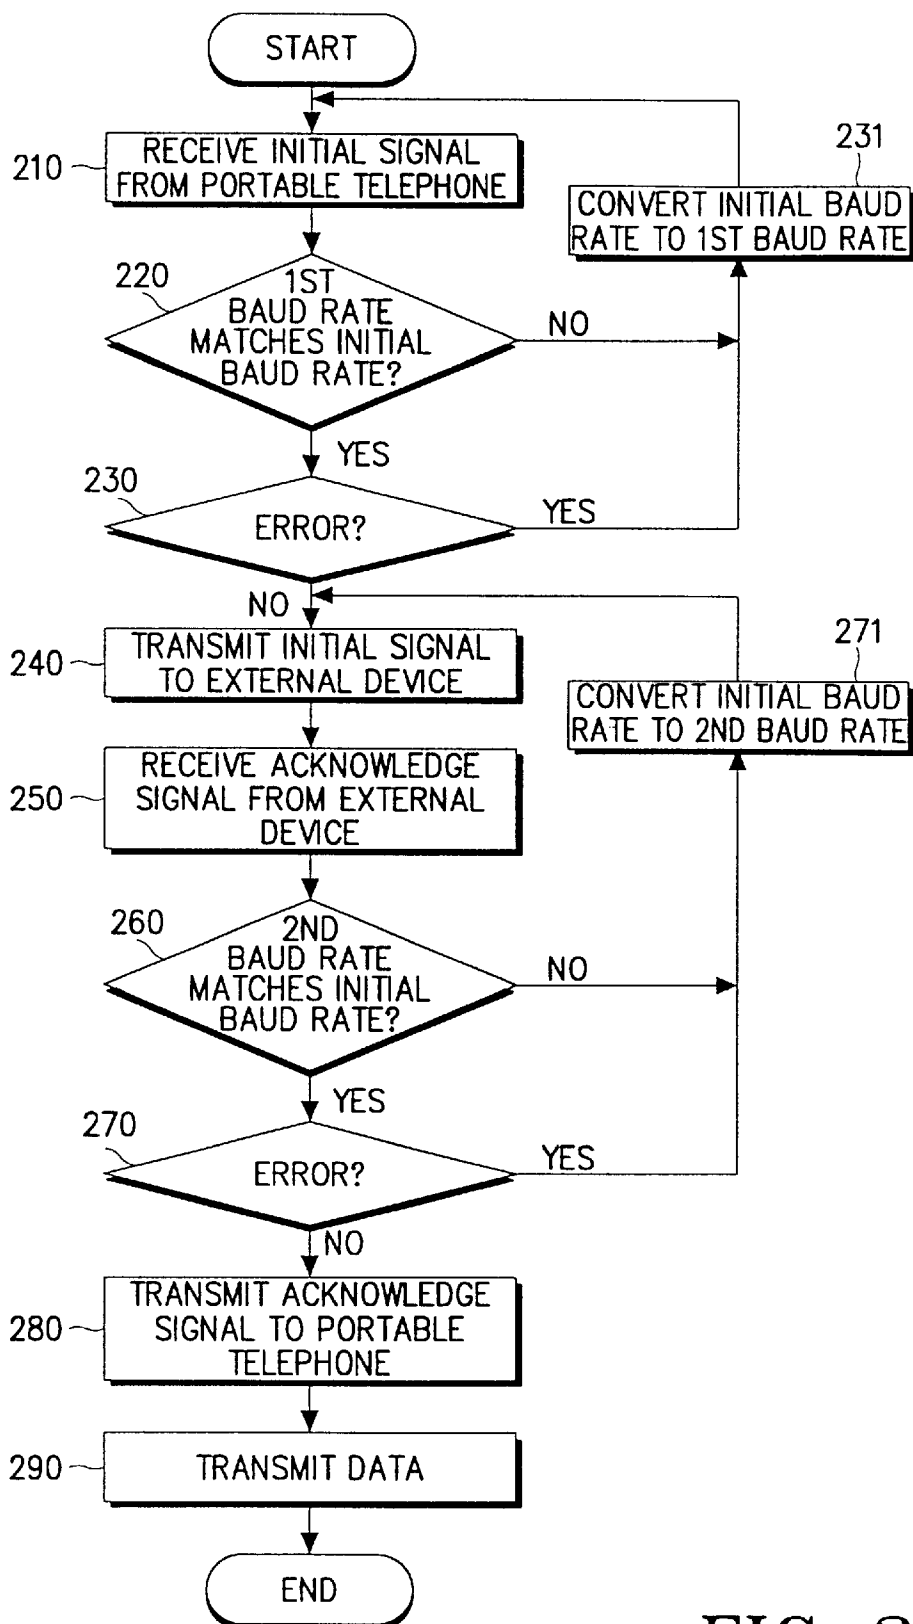 START
210
RECEIVE INITIAL SIGNAL
FROM PORTABLE TELEPHONE
231
CONVERT INITIAL BAUD
RATE TO 1ST BAUD RATE
220
1ST
BAUD RATE
MATCHES INITIAL
BAUD RATE?
NO
YES
230
ERROR?
YES
NO
240
TRANSMIT INITIAL SIGNAL
TO EXTERNAL DEVICE
271
CONVERT INITIAL BAUD
RATE TO 2ND BAUD RATE
250
RECEIVE ACKNOWLEDGE
SIGNAL FROM EXTERNAL
DEVICE
260
2ND
BAUD RATE
MATCHES INITIAL
BAUD RATE?
NO
YES
270
ERROR?
YES
NO
280
TRANSMIT ACKNOWLEDGE
SIGNAL TO PORTABLE
TELEPHONE
290
TRANSMIT DATA
END